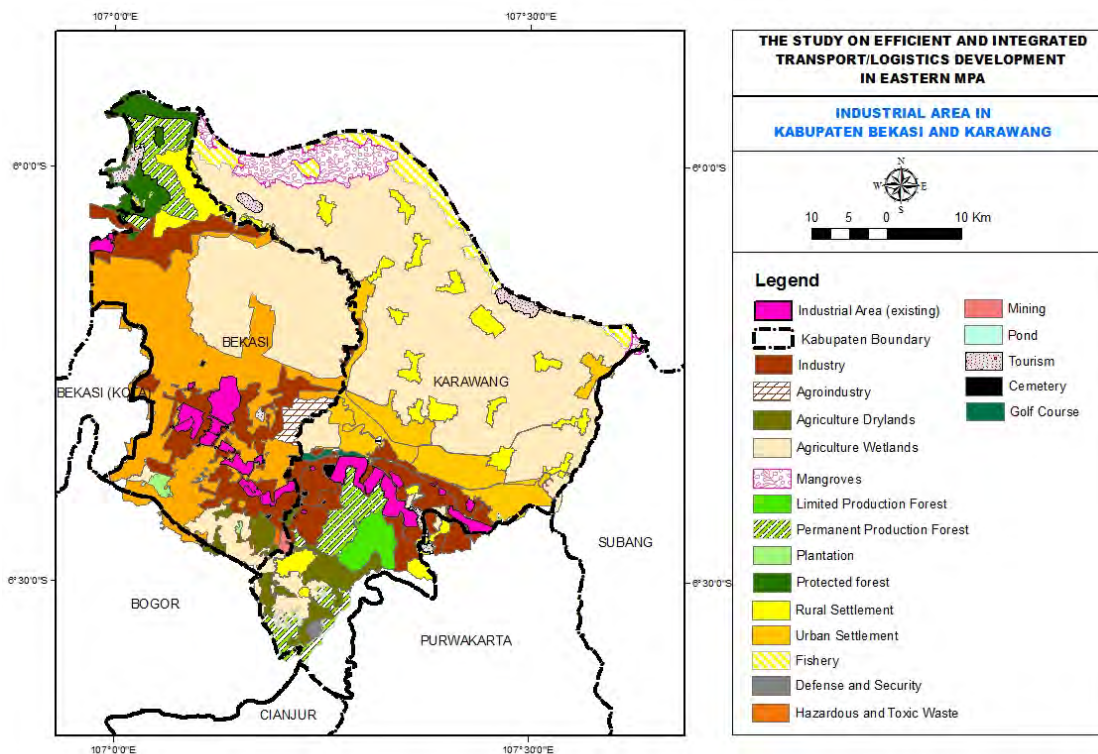 107°0'0"E
107°30'0"E
THE STUDY ON EFFICIENT AND INTEGRATED
TRANSPORT/LOGISTICS DEVELOPMENT
IN EASTERN MPA
INDUSTRIAL AREA IN
KABUPATEN BEKASI AND KARAWANG
6°0'0"S
6°0'0"S
N
W
E
S
10 5 0 10 Km
Legend
Industrial Area (existing)
Kabupaten Boundary
Industry
Agroindustry
Agriculture Drylands
Agriculture Wetlands
Mangroves
Limited Production Forest
Permanent Production Forest
Plantation
Protected forest
Rural Settlement
Urban Settlement
Fishery
Defense and Security
Hazardous and Toxic Waste
Mining
Pond
Tourism
Cemetery
Golf Course
BEKASI
BEKASI (KOTA)
KARAWANG
SUBANG
6°30'0"S
6°30'0"S
BOGOR
PURWAKARTA
CIANJUR
107°0'0"E
107°30'0"E